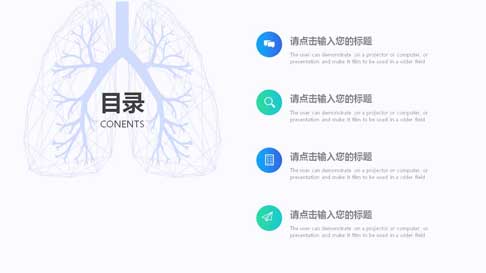 目录
CONENTS
请点击输入您的标题
The user can demonstrate on a projector or computer, or
presentation and make it film to be used in a wider field
请点击输入您的标题
The user can demonstrate on a projector or computer, or
presentation and make it film to be used in a wider field
请点击输入您的标题
The user can demonstrate on a projector or computer, or
presentation and make it film to be used in a wider field
请点击输入您的标题
The user can demonstrate on a projector or computer, or
presentation and make it film to be used in a wider field